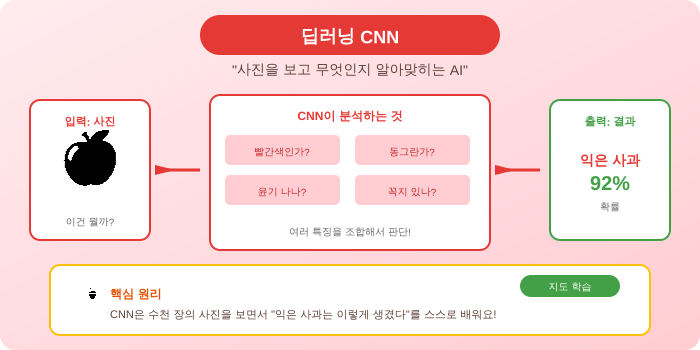 딥러닝 CNN
"사진을 보고 무엇인지 알아맞히는 AI"
입력: 사진
이건 뭘까?
CNN이 분석하는 것
빨간색인가?
동그란가?
윤기 나나?
꼭지 있나?
여러 특징을 조합해서 판단!
출력: 결과
익은 사과
92%
확률
핵심 원리
지도 학습
CNN은 수천 장의 사진을 보면서 "익은 사과는 이렇게 생겼다"를 스스로 배워요!